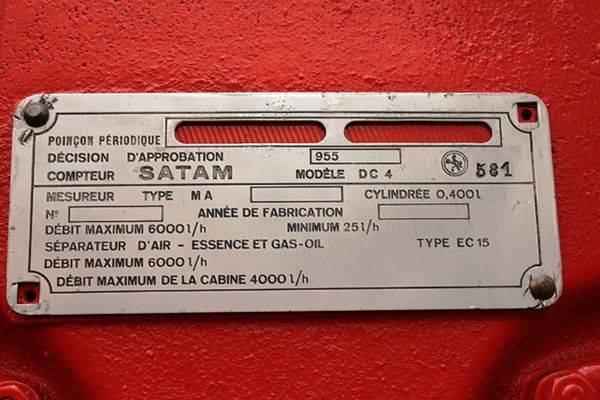 POINÇON PÉRIODIQUE
DÉCISION D'APPROBATION 955
COMPTEUR SATAM MODÈLE DC 4 581
MESUREUR TYPE MA CYLINDRÉE 0,400l
Nº ANNÉE DE FABRICATION
DÉBIT MAXIMUM 6000 l/h MINIMUM 25 l/h
SÉPARATEUR D'AIR - ESSENCE ET GAS-OIL TYPE EC 15
DÉBIT MAXIMUM 6000 l/h
DÉBIT MAXIMUM DE LA CABINE 4000 l/h